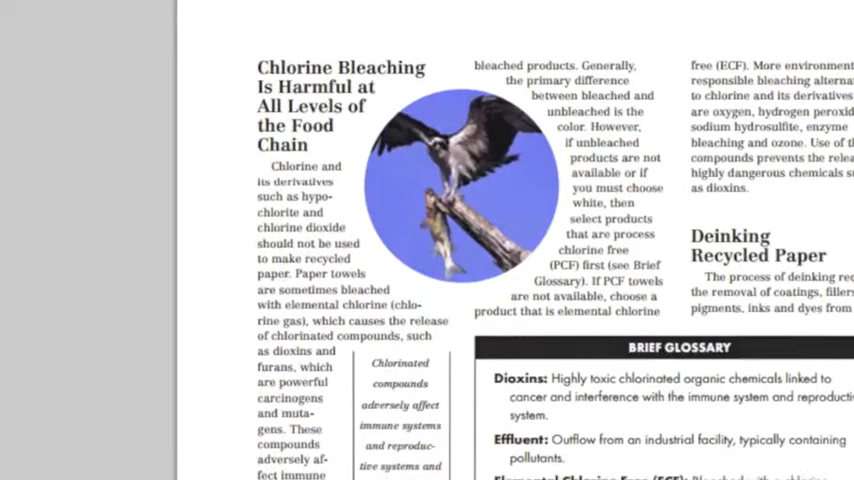 Chlorine Bleaching
Is Harmful at
All Levels of
the Food
Chain
Chlorine and
its derivatives
such as hypo-
chlorite and
chlorine dioxide
should not be used
to make recycled
paper. Paper towels
are sometimes bleached
with elemental chlorine (chlo-
rine gas), which causes the release
of chlorinated compounds, such
as dioxins and
furans, which
are powerful
carcinogens
and muta-
gens. These
compounds
adversely af-
fect immune
Chlorinated
compounds
adversely affect
immune systems
and reproduc-
tive systems and
bleached products. Generally,
the primary difference
between bleached and
unbleached is the
color. However,
if unbleached
products are not
available or if
you must choose
white, then
select products
that are process
chlorine free
(PCF) first (see Brief
Glossary). If PCF towels
are not available, choose a
product that is elemental chlorine
free (ECF). More environment
responsible bleaching alterna
to chlorine and its derivatives
are oxygen, hydrogen peroxid
sodium hydrosulfite, enzyme
bleaching and ozone. Use of th
compounds prevents the relea
highly dangerous chemicals su
as dioxins.
Deinking
Recycled Paper
The process of deinking req
the removal of coatings, fillers
pigments, inks and dyes from
BRIEF GLOSSARY
Dioxins: Highly toxic chlorinated organic chemicals linked to
cancer and interference with the immune system and reproductiv
system.
Effluent: Outflow from an industrial facility, typically containing
pollutants.
Elemental Chlorine Free (ECF): Bleached with a chlorine